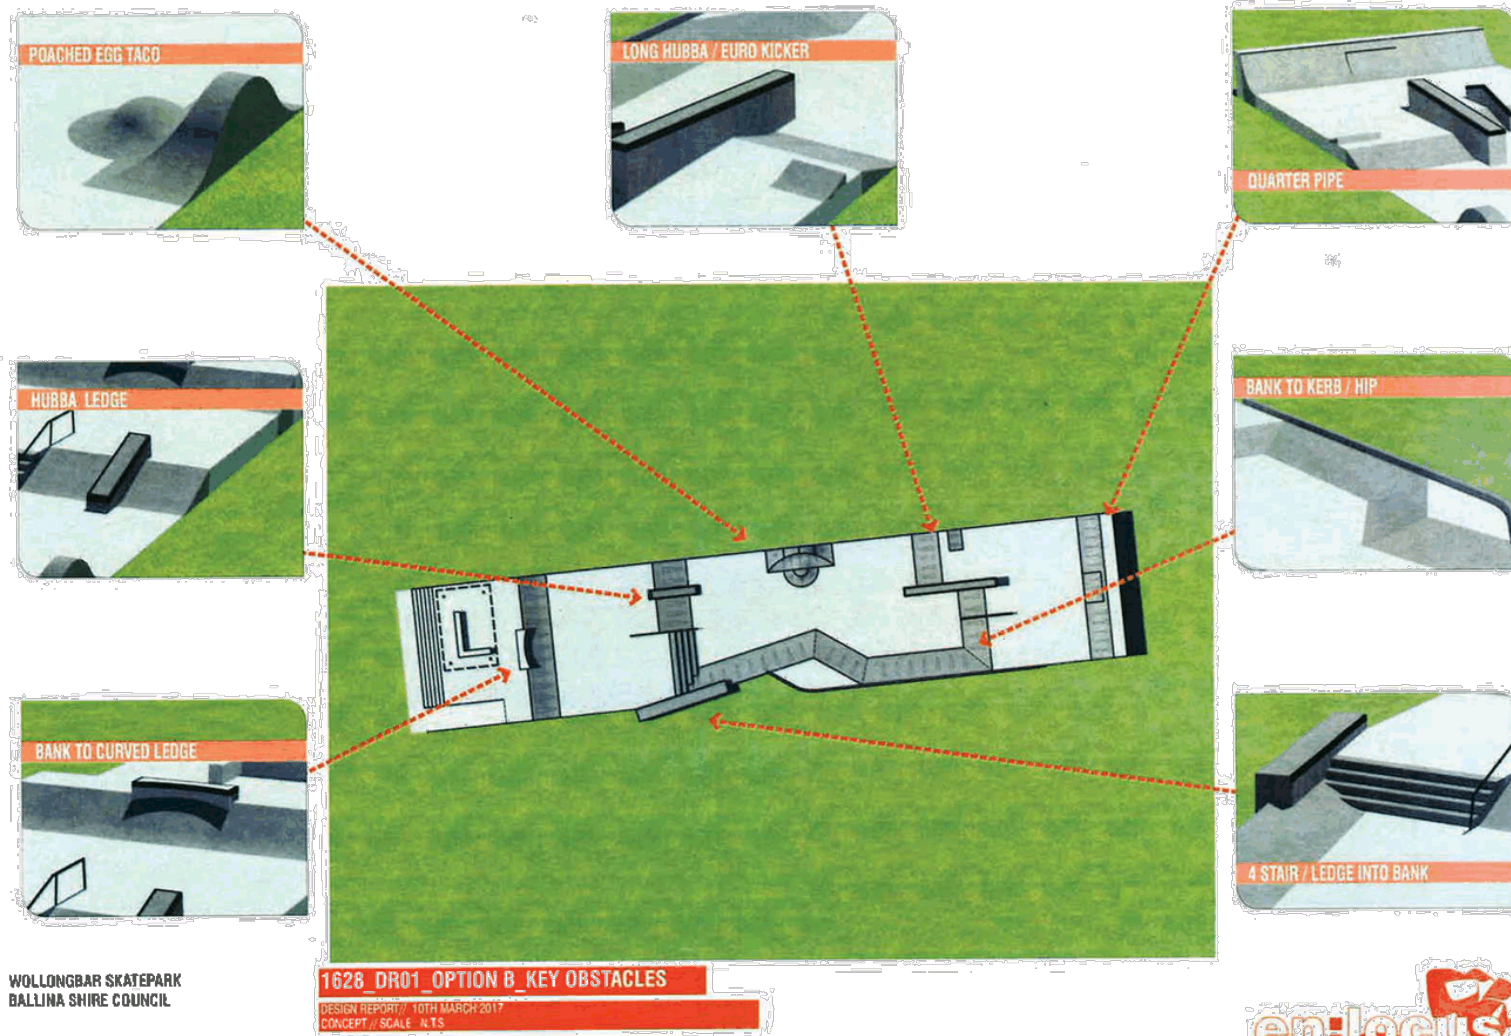 POACHED EGG TACO
LONG HUBBA / EURO KICKER
QUARTER PIPE
HUBBA LEDGE
BANK TO KERB / HIP
BANK TO CURVED LEDGE
4 STAIR / LEDGE INTO BANK
WOLLONGBAR SKATEPARK
BALLINA SHIRE COUNCIL
1628_DR01_OPTION B_KEY OBSTACLES
DESIGN REPORT// 10TH MARCH 2017
CONCEPT // SCALE N.T.S